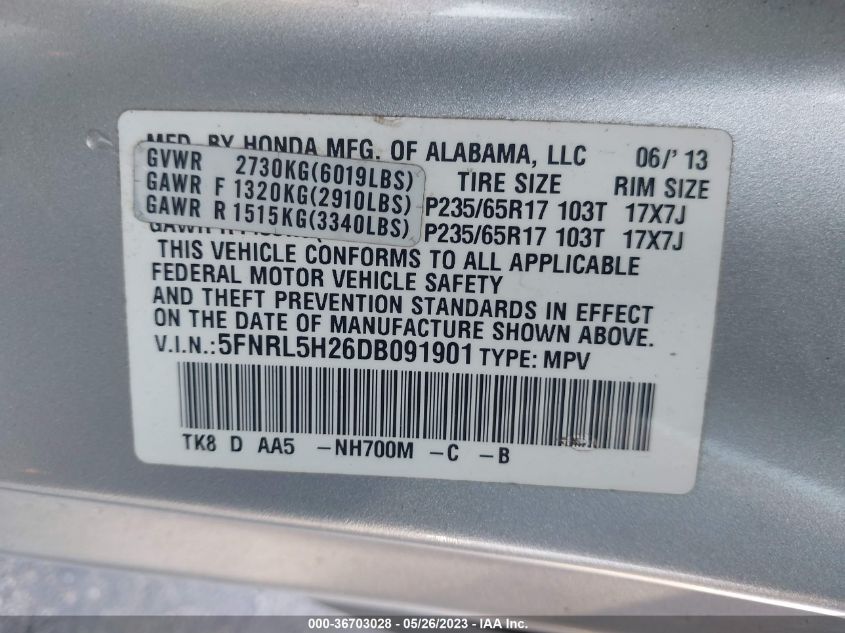 MFD. BY HONDA MFG. OF ALABAMA, LLC 06/'13
GVWR 2730KG(6019LBS)
GAWR F 1320KG(2910LBS)
GAWR R 1515KG(3340LBS)
TIRE SIZE RIM SIZE
P235/65R17 103T 17X7J
P235/65R17 103T 17X7J
GAWR R
THIS VEHICLE CONFORMS TO ALL APPLICABLE
FEDERAL MOTOR VEHICLE SAFETY
AND THEFT PREVENTION STANDARDS IN EFFECT
ON THE DATE OF MANUFACTURE SHOWN ABOVE.
V.I.N.:5FNRL5H26DB091901 TYPE: MPV
TK8 D AA5 -NH700M -C -B
000-36703028 - 05/26/2023 - IAA Inc.